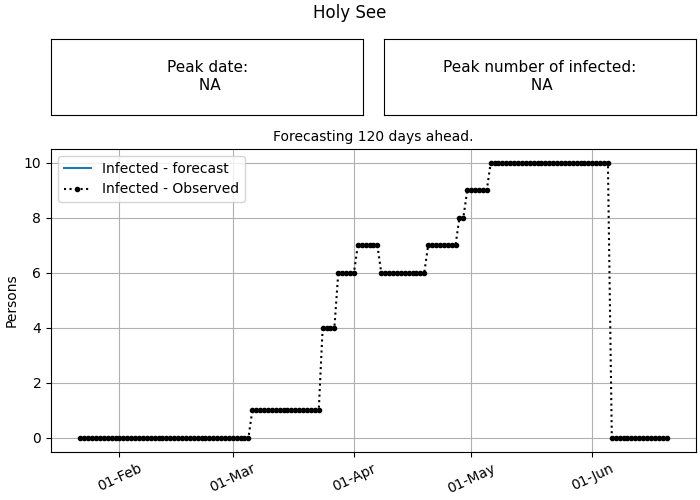 Holy See
Peak date:
NA
Peak number of infected:
NA
Forecasting 120 days ahead.
Infected - forecast
Infected - Observed
Persons
10
8
6
4
2
0
01-Feb
01-Mar
01-Apr
01-May
01-Jun